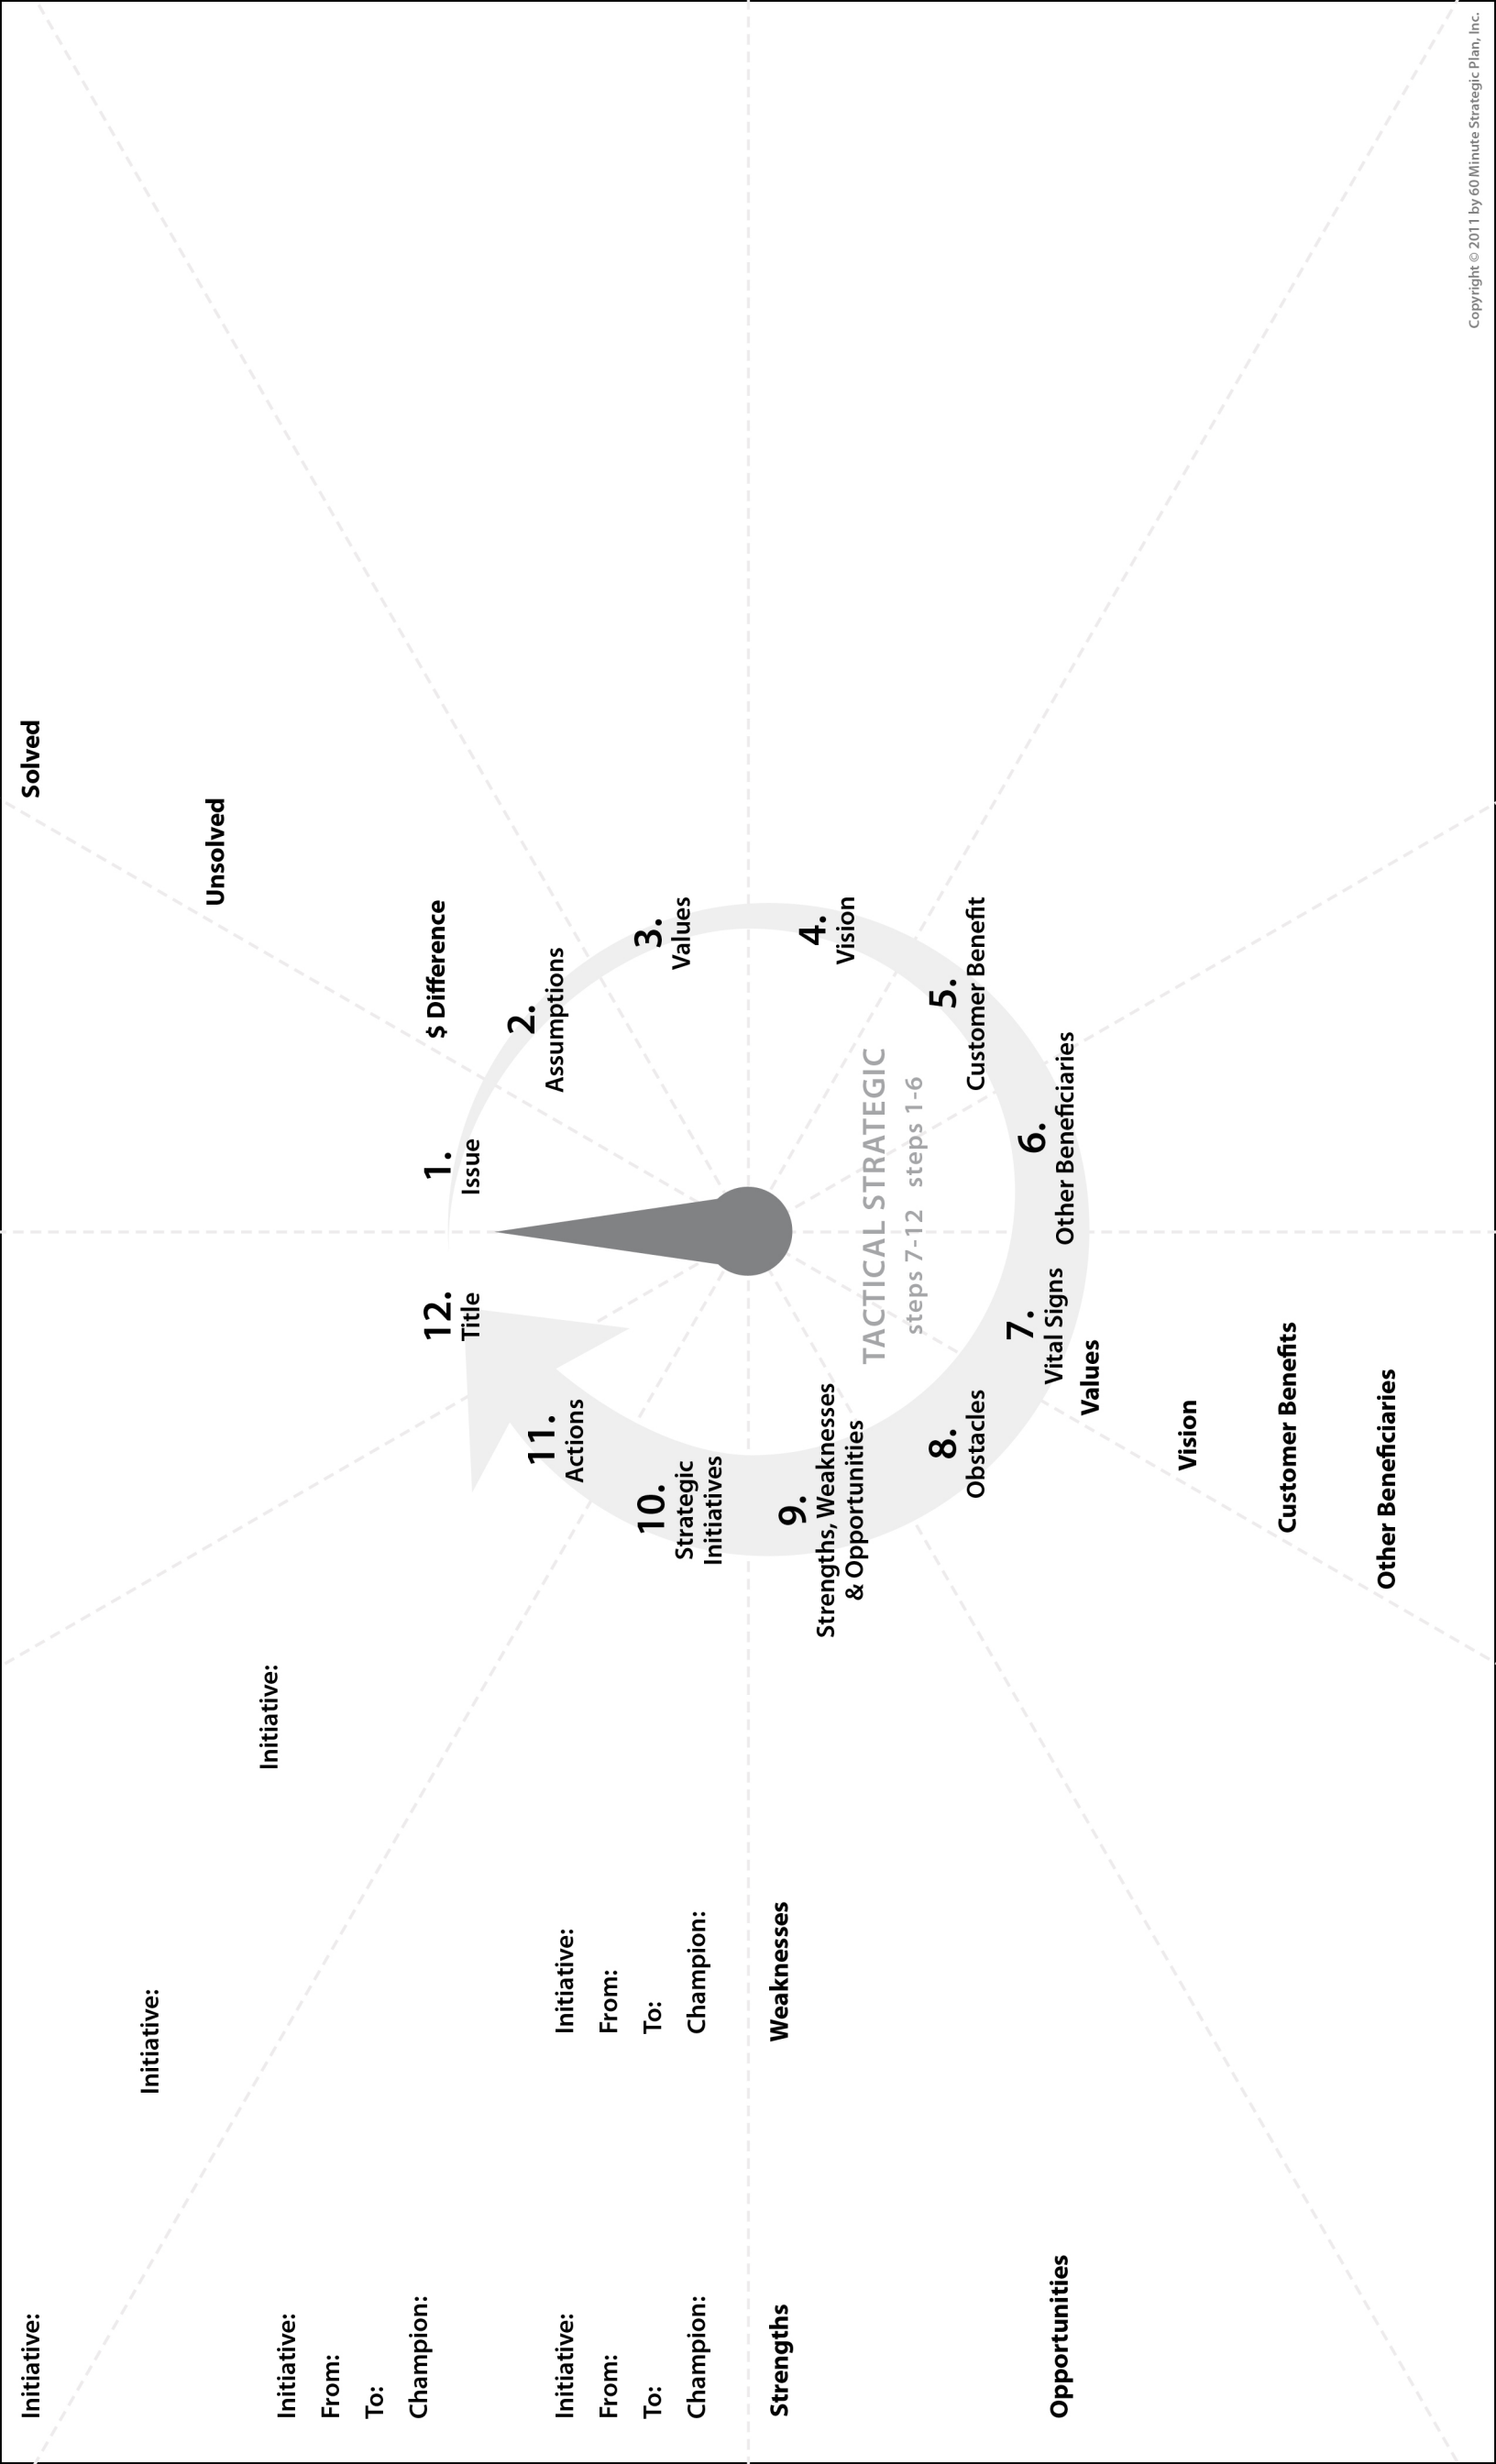 Solved
Unsolved
$ Difference
1.
Issue
2.
Assumptions
3.
Values
4.
Vision
5.
Customer Benefit
6.
Other Beneficiaries
TACTICAL STRATEGIC
steps 7-12 steps 1-6
7.
Vital Signs
Values
Vision
Customer Benefits
Other Beneficiaries
8.
Obstacles
9.
Strengths, Weaknesses
& Opportunities
Strengths
Weaknesses
Opportunities
10.
Strategic
Initiatives
Initiative:
From:
To:
Champion:
Initiative:
From:
To:
Champion:
Initiative:
From:
To:
Champion:
11.
Actions
Initiative:
Initiative:
Initiative:
12.
Title
Copyright © 2011 by 60 Minute Strategic Plan, Inc.